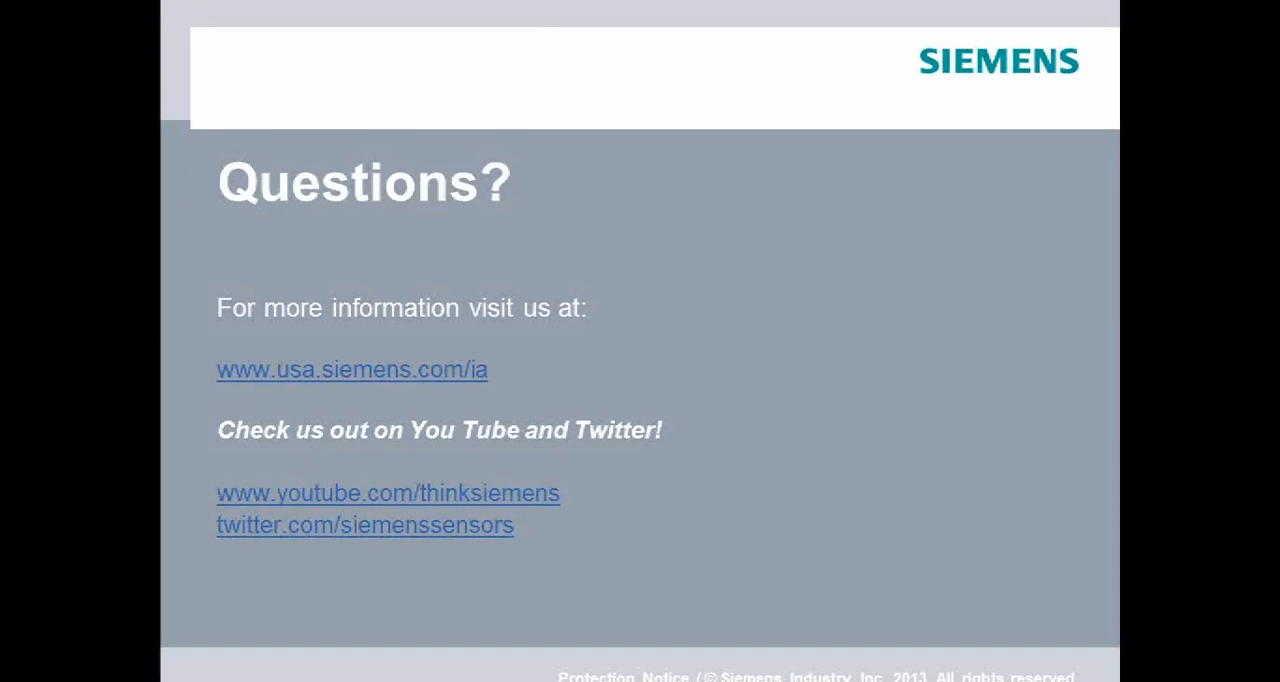 SIEMENS
Questions?
For more information visit us at:
www.usa.siemens.com/ia
Check us out on You Tube and Twitter!
www.youtube.com/thinksiemens
twitter.com/siemenssensors
Protection Notice / © Siemens Industry, Inc. 2013. All rights reserved